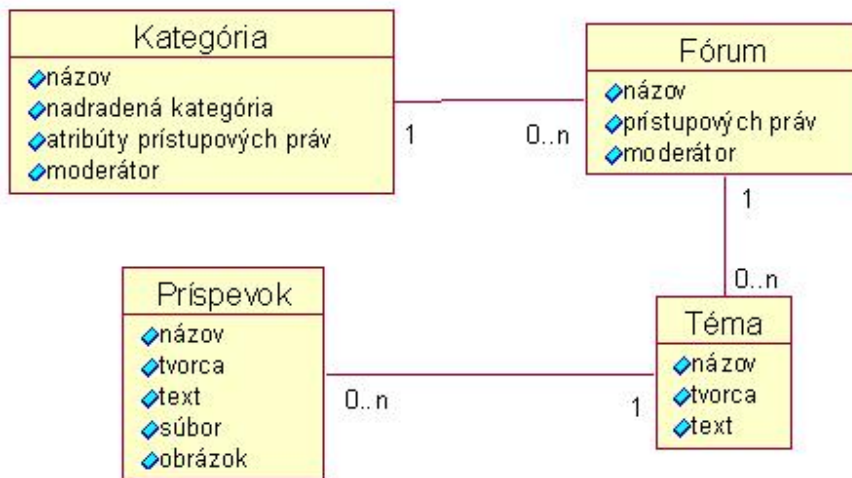 Kategória
názov
nadradená kategória
atribúty prístupových práv
moderátor
1
0..n
Fórum
názov
prístupových práv
moderátor
1
0..n
Téma
názov
tvorca
text
1
0..n
Príspevok
názov
tvorca
text
súbor
obrázok